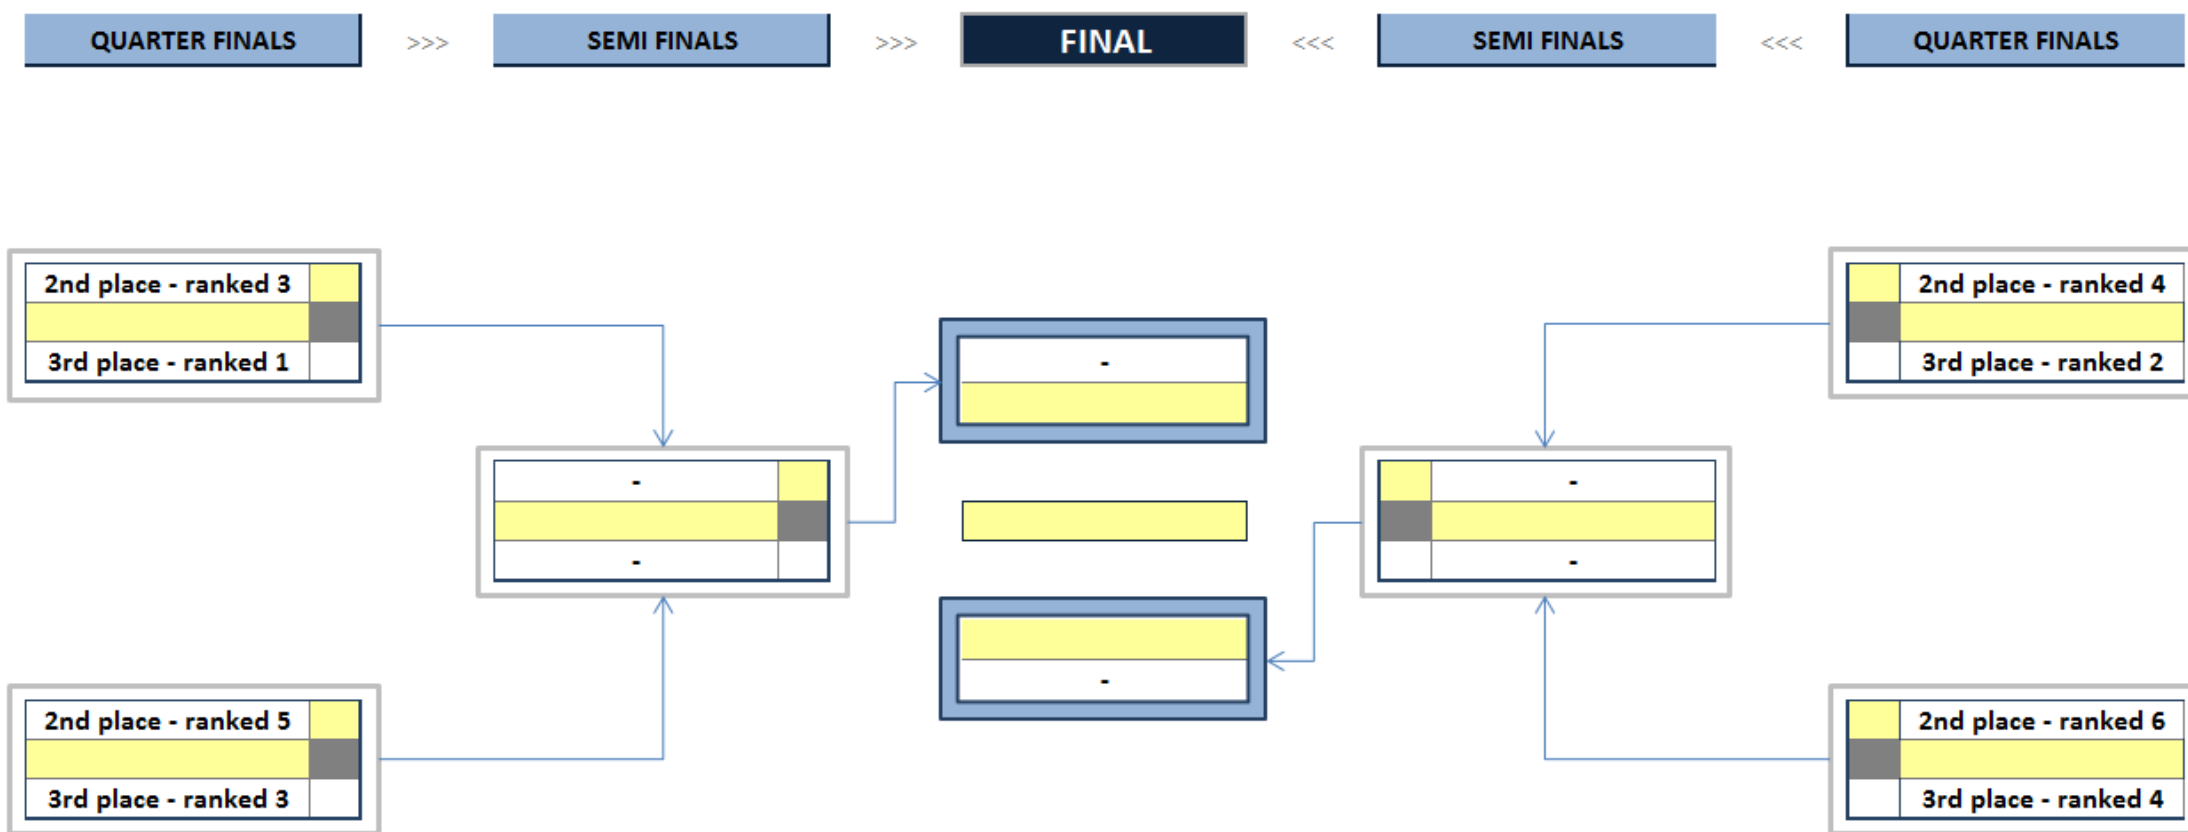 QUARTER FINALS >>> SEMI FINALS >>> FINAL <<< SEMI FINALS <<< QUARTER FINALS
2nd place - ranked 3
3rd place - ranked 1
2nd place - ranked 4
3rd place - ranked 2
-
-
-
-
-
-
2nd place - ranked 5
3rd place - ranked 3
2nd place - ranked 6
3rd place - ranked 4